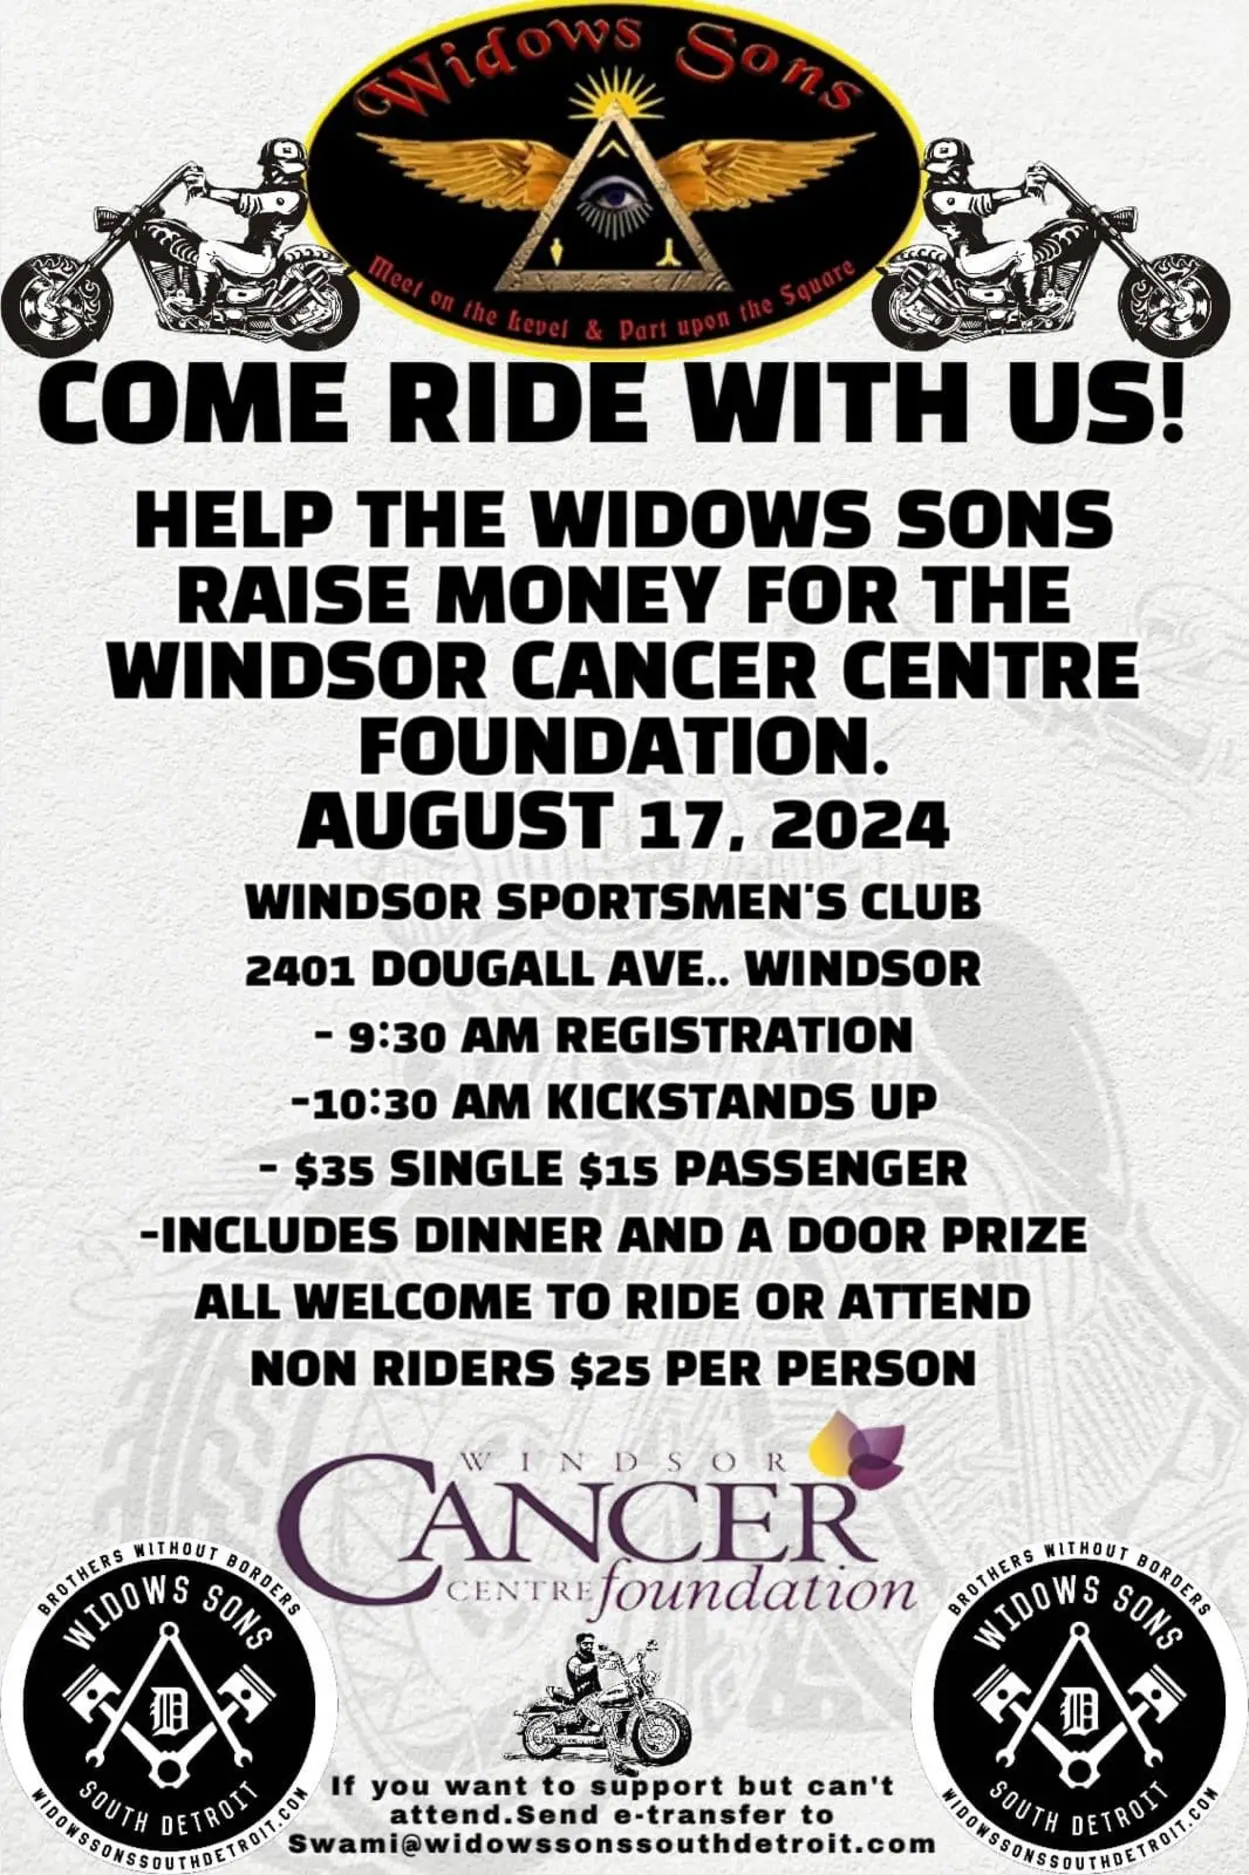 Widows Sons
Meet on the Level & Part upon the Square
COME RIDE WITH US!
HELP THE WIDOWS SONS
RAISE MONEY FOR THE
WINDSOR CANCER CENTRE
FOUNDATION.
AUGUST 17, 2024
WINDSOR SPORTSMEN'S CLUB
2401 DOUGALL AVE.. WINDSOR
- 9:30 AM REGISTRATION
-10:30 AM KICKSTANDS UP
- $35 SINGLE $15 PASSENGER
-INCLUDES DINNER AND A DOOR PRIZE
ALL WELCOME TO RIDE OR ATTEND
NON RIDERS $25 PER PERSON
WINDSOR
CANCER
CENTRE foundation
BROTHERS WITHOUT BORDERS
WIDOWS SONS
D
SOUTH DETROIT
WIDOWSSONSSOUTHDETROIT.COM
BROTHERS WITHOUT BORDERS
WIDOWS SONS
D
SOUTH DETROIT
WIDOWSSONSSOUTHDETROIT.COM
If you want to support but can't
attend.Send e-transfer to
Swami@widowssonssouthdetroit.com